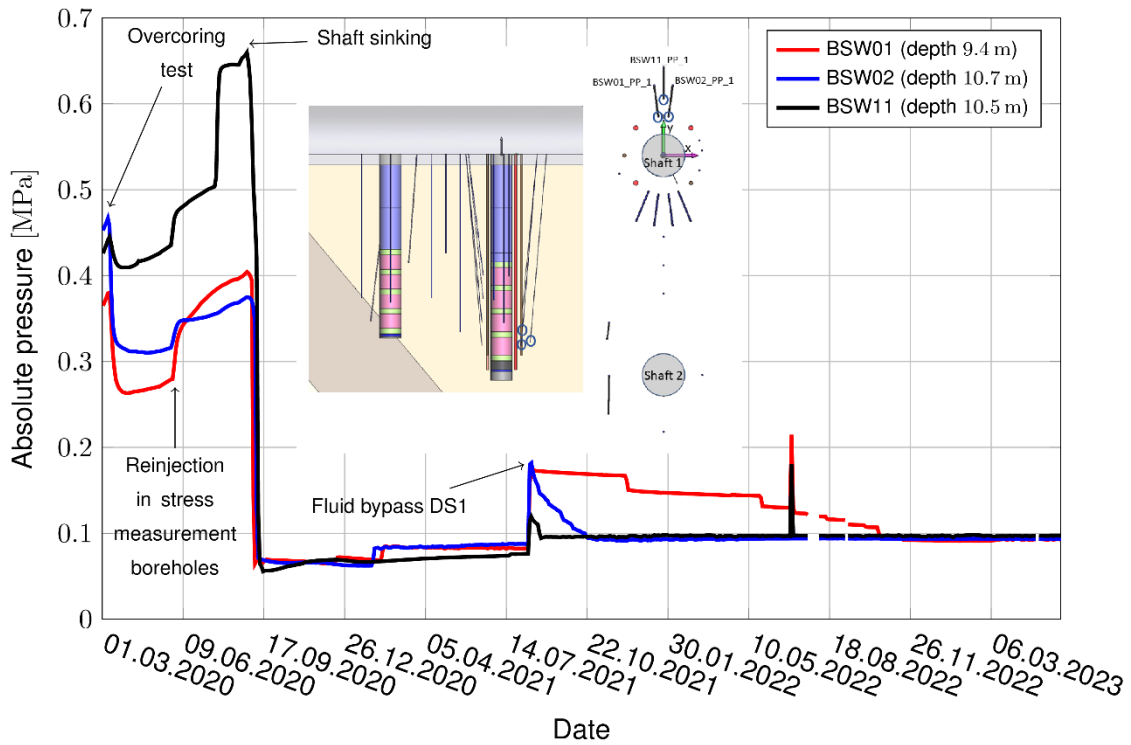 0.7
0.6
0.5
0.4
0.3
0.2
0.1
0
Absolute pressure [MPa]
Overcoring
test
Shaft sinking
BSW01 (depth 9.4 m)
BSW02 (depth 10.7 m)
BSW11 (depth 10.5 m)
BSW11_PP_1
BSW01_PP_1
BSW02_PP_1
y
x
Shaft 1
Shaft 2
Reinjection
in stress
measurement
boreholes
Fluid bypass DS1
01.03.2020
09.06.2020
17.09.2020
26.12.2020
05.04.2021
14.07.2021
22.10.2021
30.01.2022
10.05.2022
18.08.2022
26.11.2022
06.03.2023
Date